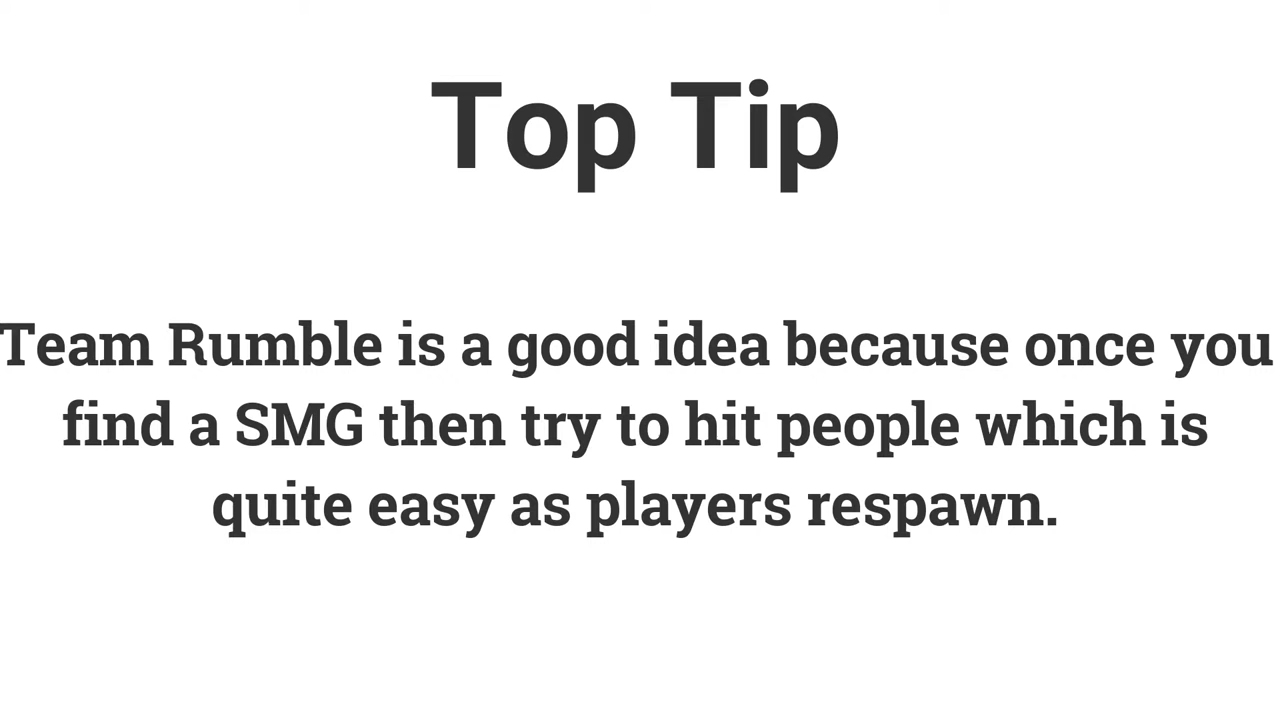 Top Tip
Team Rumble is a good idea because once you
find a SMG then try to hit people which is
quite easy as players respawn.